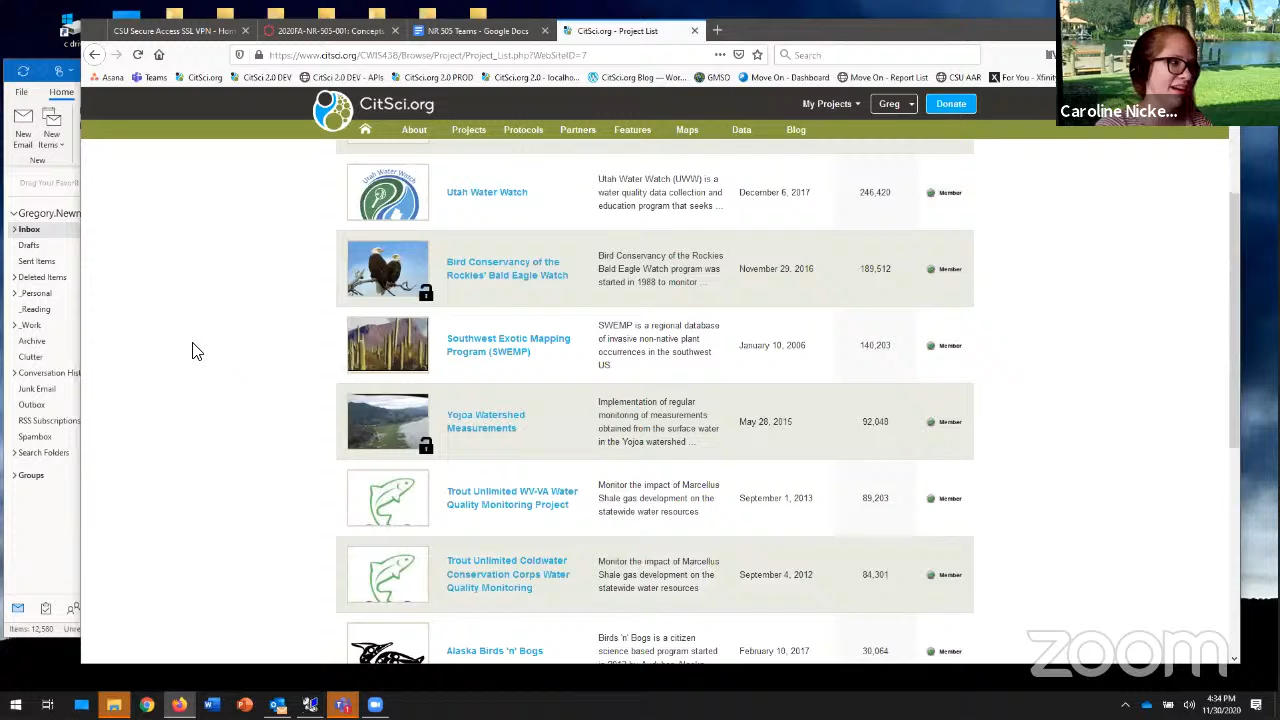 CSU Secure Access SSL VPN - Hom
2020FA-NR-505-001: Concepts
NR 505 Teams - Google Docs
CitSci.org - Project List
https://www.citsci.org/CWIS438/Browse/Project/Project_List.php?WebSiteID=7
Search
Asana
Teams
CitSci.org
CitSci 2.0 DEV
CitSci 2.0 DEV - APIs
CitSci.org 2.0 PROD
CitSci.org 2.0 - localho...
CitSci.org Blog — Wor...
GMSO
Move On - Dashboard
Move On - Report List
CSU AAR
For You - Xfinity
Caroline Nicke...
File
Home
New
Email
New
Items
New
Drag Your Favorit
Gregory.Newn
Inbox
Drafts
Sent Items
Deleted Items
_Personal
_Reading
_Work
Archive
Clutter
Conversation Hist
Junk Email
Outbox
RSS Subscriptions
Spambox
Search Folders
Groups
Items: 12,560
Unre
CitSci.org
My Projects
Greg
Donate
About
Projects
Protocols
Partners
Features
Maps
Data
Blog
Utah Water Watch
Utah Water Watch
Utah Water Watch (UWW) is a
water quality data collection and
education program that seeks ...
December 6, 2017
246,420
Member
Bird Conservancy of the
Rockies' Bald Eagle Watch
Bird Conservancy of the Rockies
Bald Eagle Watch program was
started in 1988 to monitor ...
November 29, 2016
189,512
Member
Southwest Exotic Mapping
Program (SWEMP)
SWEMP is a regional database
of invasive non-native plant
occurrences in the southwest
US.
January 10, 2006
140,203
Member
Yojoa Watershed
Measurements
Implementation of regular
monitoring of measurements
obtained from the surface water
in the Yojoa watershed ...
May 28, 2015
92,048
Member
Trout Unlimited WV-VA Water
Quality Monitoring Project
Monitor the impact of Marcellus
Shale gas development on the
statewide water resources
September 1, 2013
89,203
Member
Trout Unlimited Coldwater
Conservation Corps Water
Quality Monitoring
Monitor the impact of Marcellus
Shale gas development on the
statewide water resources
September 4, 2012
84,301
Member
Alaska Birds 'n' Bogs
Birds 'n' Bogs is a citizen
science based program started
February 10, 2017
30,064
Member
zoom
4:34 PM
11/30/2020